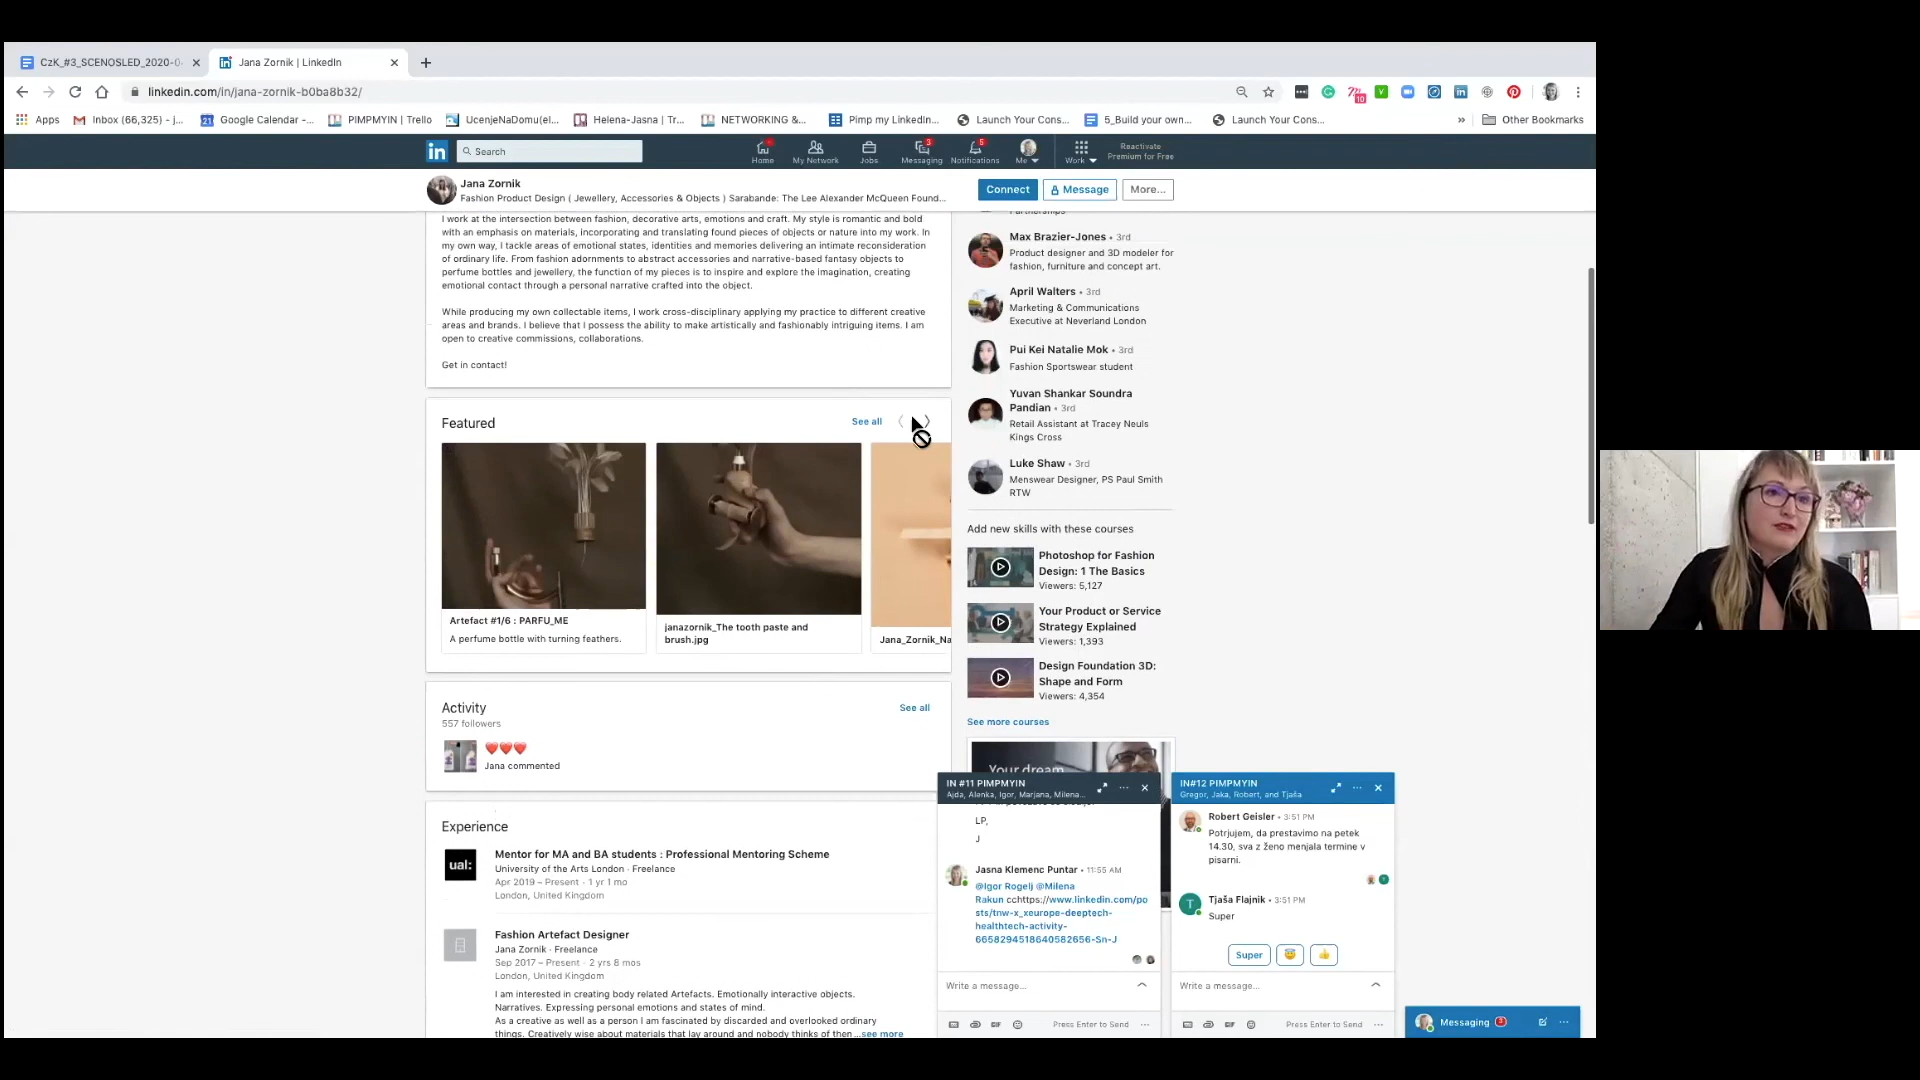 CzK_#3_SCENOSLED_2020-0
Jana Zornik | LinkedIn
linkedin.com/in/jana-zornik-b0ba8b32/
Apps
Inbox (66,325) - j...
Google Calendar -...
PIMPMYIN | Trello
UcenjeNaDomu(el...
Helena-Jasna | Tr...
NETWORKING &...
Pimp my LinkedIn...
Launch Your Cons...
5_Build your own...
Launch Your Cons...
»
Other Bookmarks
in
Search
Home
My Network
Jobs
Messaging
Notifications
Me
Work
Reactivate
Premium for Free
Jana Zornik
Fashion Product Design ( Jewellery, Accessories & Objects ) Sarabande: The Lee Alexander McQueen Found...
Connect
Message
More...
I work at the intersection between fashion, decorative arts, emotions and craft. My style is romantic and bold
with an emphasis on materials, incorporating and translating found pieces of objects or nature into my work. In
my own way, I tackle areas of emotional states, identities and memories delivering an intimate reconsideration
of ordinary life. From fashion adornments to abstract accessories and narrative-based fantasy objects to
perfume bottles and jewellery, the function of my pieces is to inspire and explore the imagination, creating
emotional contact through a personal narrative crafted into the object.
While producing my own collectable items, I work cross-disciplinary applying my practice to different creative
areas and brands. I believe that I possess the ability to make artistically and fashionably intriguing items. I am
open to creative commissions, collaborations.
Get in contact!
Featured
See all
Artefact #1/6 : PARFU_ME
A perfume bottle with turning feathers.
janazornik_The tooth paste and
brush.jpg
Jana_Zornik_Na
Activity
See all
557 followers
Jana commented
Experience
ual:
Mentor for MA and BA students : Professional Mentoring Scheme
University of the Arts London · Freelance
Apr 2019 – Present · 1 yr 1 mo
London, United Kingdom
Fashion Artefact Designer
Jana Zornik · Freelance
Sep 2017 – Present · 2 yrs 8 mos
London, United Kingdom
I am interested in creating body related Artefacts. Emotionally interactive objects.
Narratives. Expressing personal emotions and states of mind.
As a creative as well as a person I am fascinated by discarded and overlooked ordinary
things. Creatively wise about materials that lay around and nobody thinks of then ...see more
Partnerships
Max Brazier-Jones • 3rd
Product designer and 3D modeler for
fashion, furniture and concept art.
April Walters • 3rd
Marketing & Communications
Executive at Neverland London
Pui Kei Natalie Mok • 3rd
Fashion Sportswear student
Yuvan Shankar Soundra
Pandian • 3rd
Retail Assistant at Tracey Neuls
Kings Cross
Luke Shaw • 3rd
Menswear Designer, PS Paul Smith
RTW
Add new skills with these courses
Photoshop for Fashion
Design: 1 The Basics
Viewers: 5,127
Your Product or Service
Strategy Explained
Viewers: 1,393
Design Foundation 3D:
Shape and Form
Viewers: 4,354
See more courses
Your dream
IN #11 PIMPMYIN
Ajda, Alenka, Igor, Marjana, Milena...
LP,
J
Jasna Klemenc Puntar • 11:55 AM
@Igor Rogelj @Milena
Rakun cchttps://www.linkedin.com/po
sts/tnw-x_xeurope-deeptech-
healthtech-activity-
6658294518640582656-Sn-J
Write a message...
Press Enter to Send
IN#12 PIMPMYIN
Gregor, Jaka, Robert, and Tjaša
Robert Geisler • 3:51 PM
Potrjujem, da prestavimo na petek
14.30, sva z ženo menjala termine v
pisarni.
T
Tjaša Flajnik • 3:51 PM
Super
Super
Write a message...
Press Enter to Send
Messaging